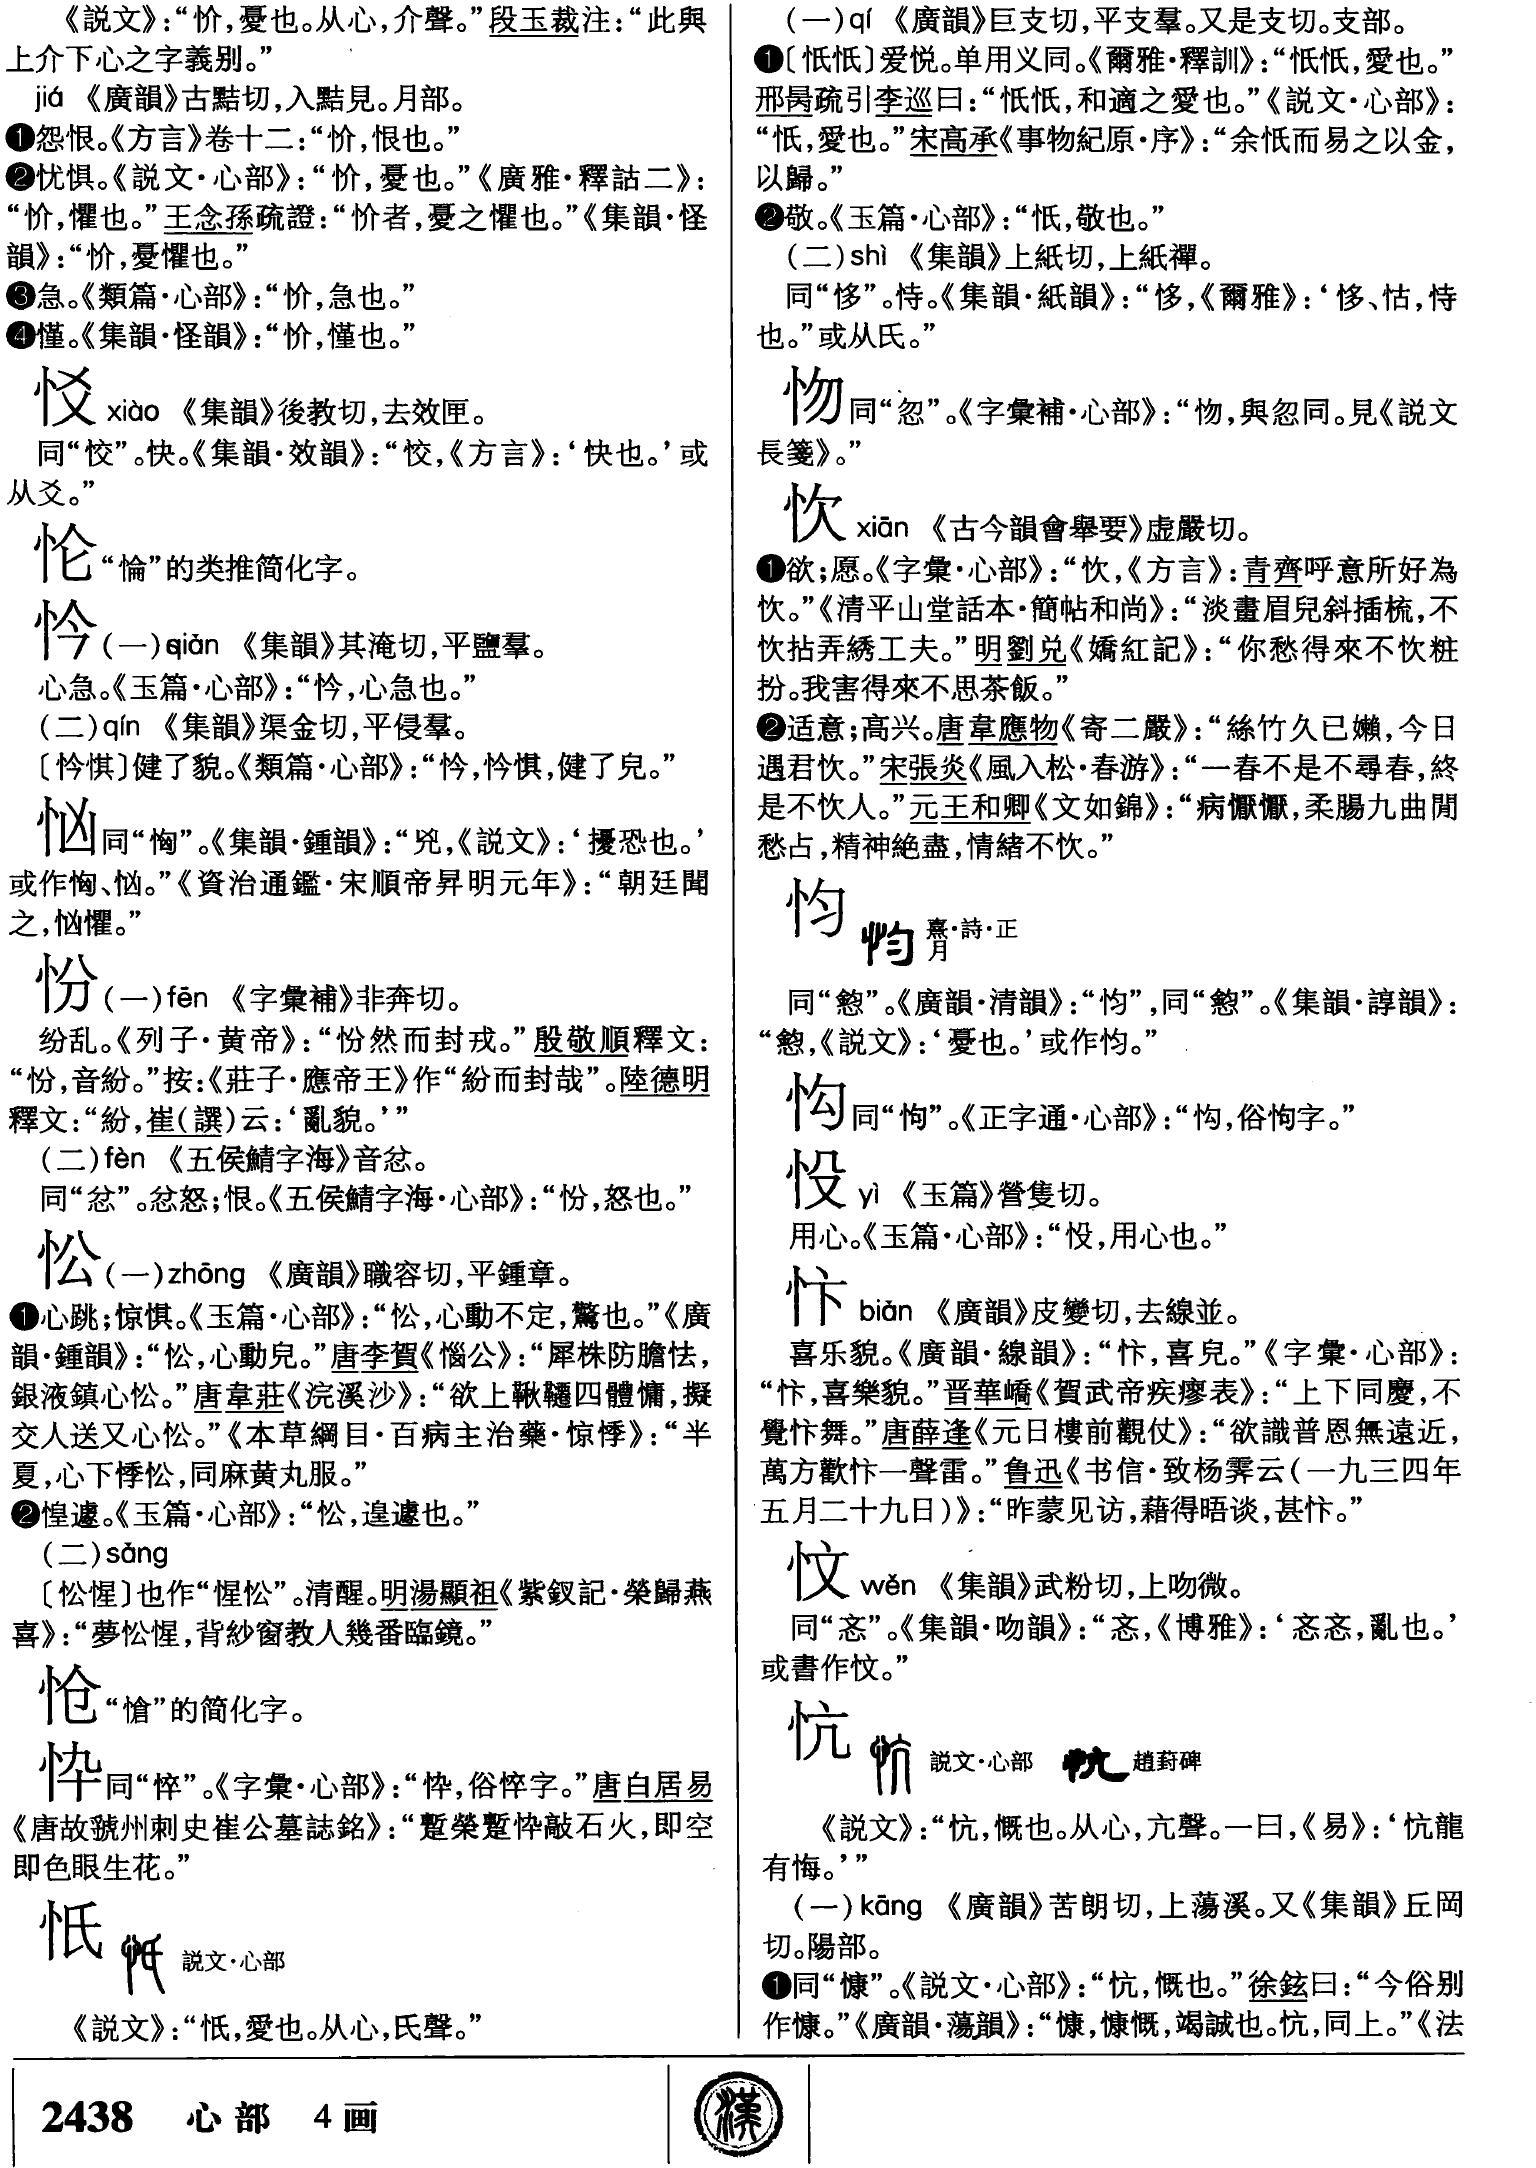 《説文》：“忦，憂也。从心，介聲。”段玉裁注：“此與
上介下心之字義别。”
jiá 《廣韻》古黠切，入黠見。月部。
❶怨恨。《方言》卷十二：“忦，恨也。”
❷忧惧。《説文·心部》：“忦，憂也。”《廣雅·釋詁二》：
“忦，懼也。”王念孫疏證：“忦者，憂之懼也。”《集韻·怪
韻》：“忦，憂懼也。”
❸急。《類篇·心部》：“忦，急也。”
❹慬。《集韻·怪韻》：“忦，慬也。”
㤊 xiào 《集韻》後教切，去效匣。
同“恔”。快。《集韻·效韻》：“恔，《方言》：‘快也。’或
从爻。”
㤘“惀”的类推简化字。
忴(一)qián 《集韻》其淹切，平鹽羣。
心急。《玉篇·心部》：“忴，心急也。”
(二)qín 《集韻》渠金切，平侵羣。
〔忴惏〕健了貌。《類篇·心部》：“忴，忴惧，健了皃。”
忷同“恟”。《集韻·鍾韻》：“兇，《説文》：‘擾恐也。’
或作恟、忷。”《資治通鑑·宋順帝昇明元年》：“朝廷聞
之，忷懼。”
㤋(一)fēn 《字彙補》非奔切。
纷乱。《列子·黄帝》：“㤋然而封戎。”殷敬順釋文：
“㤋，音紛。”按：《莊子·應帝王》作“紛而封哉”。陸德明
釋文：“紛，崔(譔)云：‘亂貌。’”
(二)fèn 《五侯鯖字海》音忿。
同“忿”。忿怒；恨。《五侯鯖字海·心部》：“㤋，怒也。”
忪(一)zhōng 《廣韻》職容切，平鍾章。
❶心跳；惊惧。《玉篇·心部》：“忪，心動不定，驚也。”《廣
韻·鍾韻》：“忪，心動皃。”唐李賀《惱公》：“犀株防膽怯，
銀液鎮心忪。”唐韋莊《浣溪沙》：“欲上鞦韆四體慵，擬
交人送又心忪。”《本草綱目·百病主治藥·惊悸》：“半
夏，心下悸忪，同麻黄丸服。”
❷惶遽。《玉篇·心部》：“忪，遑遽也。”
(二)sǎng
〔忪惺〕也作“惺忪”。清醒。明湯顯祖《紫釵記·榮歸燕
喜》：“夢忪惺，背紗窗教人幾番臨鏡。”
怆“愴”的简化字。
忰同“悴”。《字彙·心部》：“忰，俗悴字。”唐白居易
《唐故虢州刺史崔公墓誌銘》：“蹔榮蹔忰敲石火，即空
即色眼生花。”
忯 説文·心部
《説文》：“忯，愛也。从心，氏聲。”
(一)qí 《廣韻》巨支切，平支羣。又是支切。支部。
❶〔忯忯〕爱悦。单用义同。《爾雅·釋訓》：“忯忯，愛也。”
邢昺疏引李巡曰：“忯忯，和適之愛也。”《説文·心部》：
“忯，愛也。”宋高承《事物紀原·序》：“余忯而易之以金，
以歸。”
❷敬。《玉篇·心部》：“忯，敬也。”
(二)shì 《集韻》上紙切，上紙禪。
同“恀”。恃。《集韻·紙韻》：“恀，《爾雅》：‘恀、怙，恃
也。”或从氏。”
忽同“忽”。《字彙補·心部》：“㤕，與忽同。見《説文
長箋》。”
忺 xiān 《古今韻會舉要》虚嚴切。
❶欲；愿。《字彙·心部》：“忺，《方言》：青齊呼意所好為
忺。”《清平山堂話本·簡帖和尚》：“淡畫眉兒斜插梳，不
忺拈弄綉工夫。”明劉兑《嬌紅記》：“你愁得來不忺粧
扮。我害得來不思茶飯。”
❷适意；高兴。唐韋應物《寄二嚴》：“絲竹久已嬾，今日
遇君忺。”宋張炎《風入松·春游》：“一春不是不尋春，終
是不忺人。”元王和卿《文如錦》：“病懨懨，柔腸九曲閒
愁占，精神絶盡，情緒不忺。”
㤅 熹·詩·正
月
同“惸”。《廣韻·清韻》：“㤅”，同“惸”。《集韻·諄韻》：
“惸，《説文》：‘憂也。’或作㤅。”
㤓同“恂”。《正字通·心部》：“㤓，俗恂字。”
㤥 yì 《玉篇》營隻切。
用心。《玉篇·心部》：“㤥，用心也。”
忭 biàn 《廣韻》皮變切，去線並。
喜乐貌。《廣韻·線韻》：“忭，喜皃。”《字彙·心部》：
“忭，喜樂貌。”晋華嶠《賀武帝疾瘳表》：“上下同慶，不
覺忭舞。”唐薛逢《元日樓前觀仗》：“欲識普恩無遠近，
萬方歡忭一聲雷。”鲁迅《书信·致杨霁云(一九三四年
五月二十九日)》：“昨蒙见访，藉得晤谈，甚忭。”
忟 wěn 《集韻》武粉切，上吻微。
同“忞”。《集韻·吻韻》：“忞，《博雅》：‘忞忞，亂也。’
或書作忟。”
忼 説文·心部 趙䓫碑
《説文》：“忼，慨也。从心，亢聲。一曰，《易》：‘忼龍
有悔。’”
(一)kāng 《廣韻》苦朗切，上蕩溪。又《集韻》丘岡
切。陽部。
❶同“慷”。《説文·心部》：“忼，慨也。”徐鉉曰：“今俗别
作慷。”《廣韻·蕩韻》：“慷，慷慨，竭誠也。忼，同上。”《法
2438 心部 4画
漢